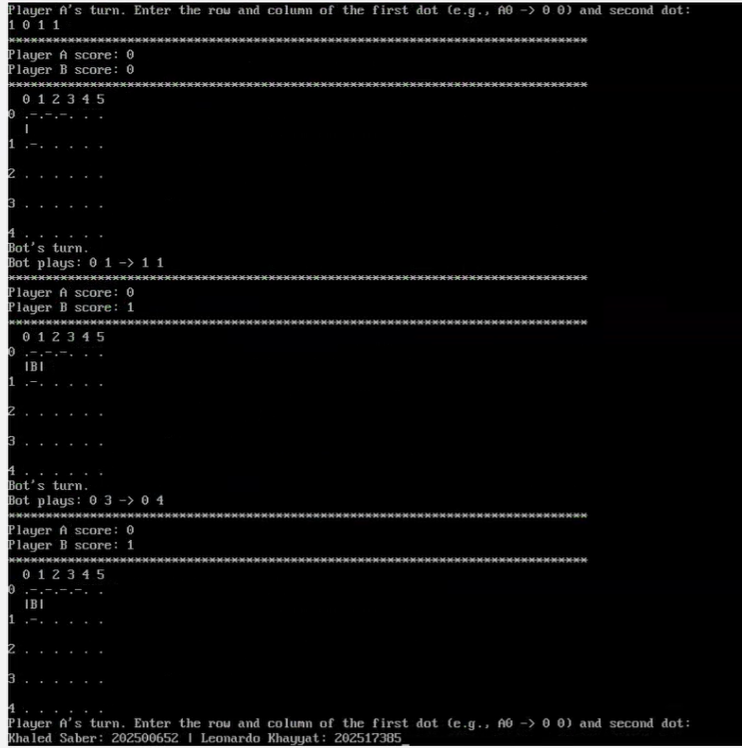 Player A's turn. Enter the row and column of the first dot (e.g., A0 -> 0 0) and second dot:
1 0 1 1
********************************************************************************
Player A score: 0
Player B score: 0
********************************************************************************
  0 1 2 3 4 5
0 .-.-.-. . .
  |
1 .-. . . . .
2 . . . . . .
3 . . . . . .
4 . . . . . .
Bot's turn.
Bot plays: 0 1 -> 1 1
********************************************************************************
Player A score: 0
Player B score: 1
********************************************************************************
  0 1 2 3 4 5
0 .-.-.-. . .
  |B|
1 .-. . . . .
2 . . . . . .
3 . . . . . .
4 . . . . . .
Bot's turn.
Bot plays: 0 3 -> 0 4
********************************************************************************
Player A score: 0
Player B score: 1
********************************************************************************
  0 1 2 3 4 5
0 .-.-.-.-. .
  |B|
1 .-. . . . .
2 . . . . . .
3 . . . . . .
4 . . . . . .
Player A's turn. Enter the row and column of the first dot (e.g., A0 -> 0 0) and second dot:
Khaled Saber: 202500652 | Leonardo Khayyat: 202517385_